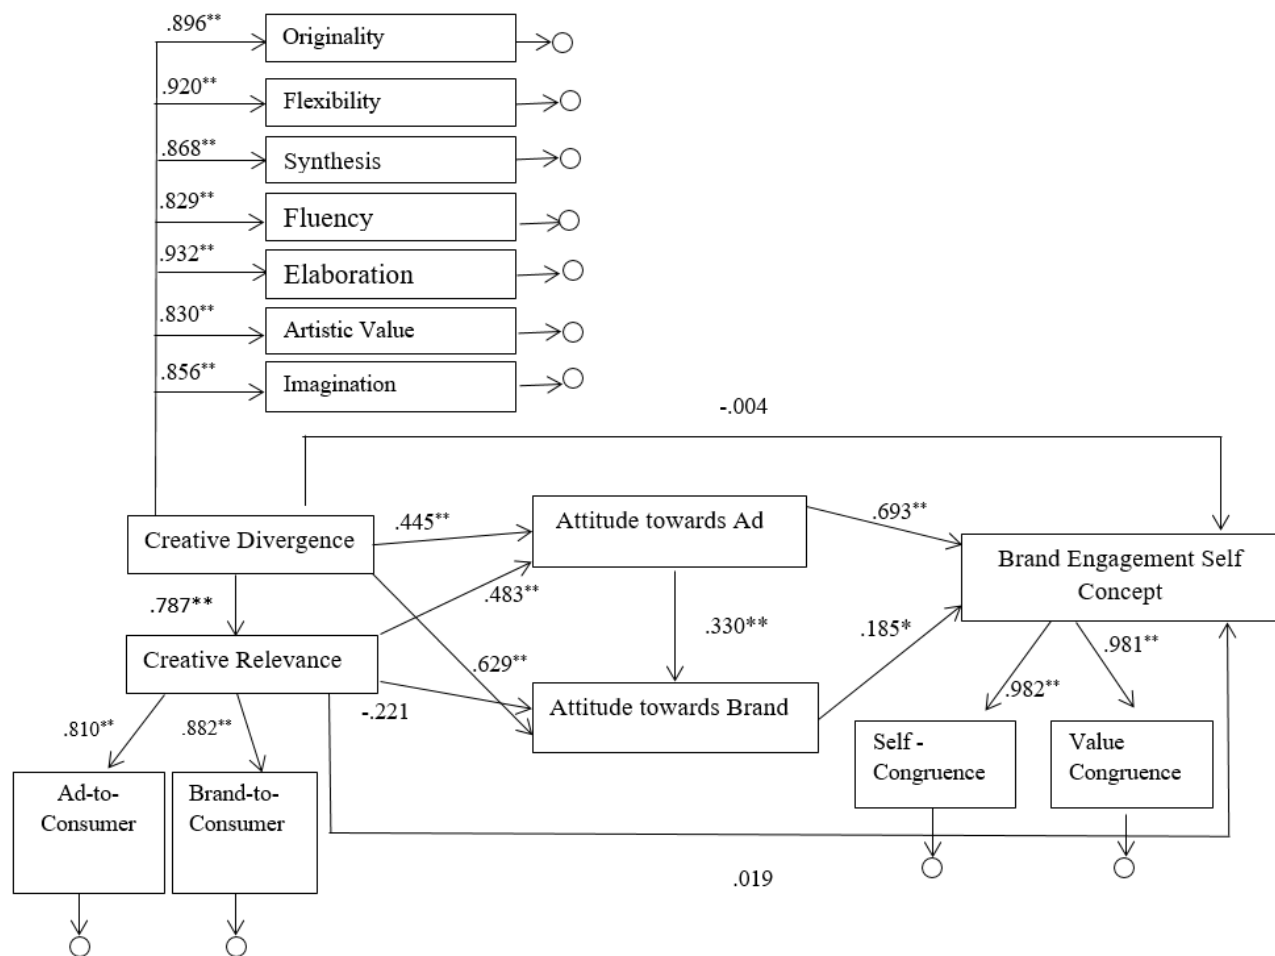 .896**
Originality
.920**
Flexibility
.868**
Synthesis
.829**
Fluency
.932**
Elaboration
.830**
Artistic Value
.856**
Imagination
-.004
Creative Divergence
.445**
Attitude towards Ad
.693**
Brand Engagement Self
Concept
.787**
.483**
.330**
.185*
.981**
Creative Relevance
.629**
-.221
Attitude towards Brand
.982**
.810**
.882**
Self -
Congruence
Value
Congruence
Ad-to-
Consumer
Brand-to-
Consumer
.019